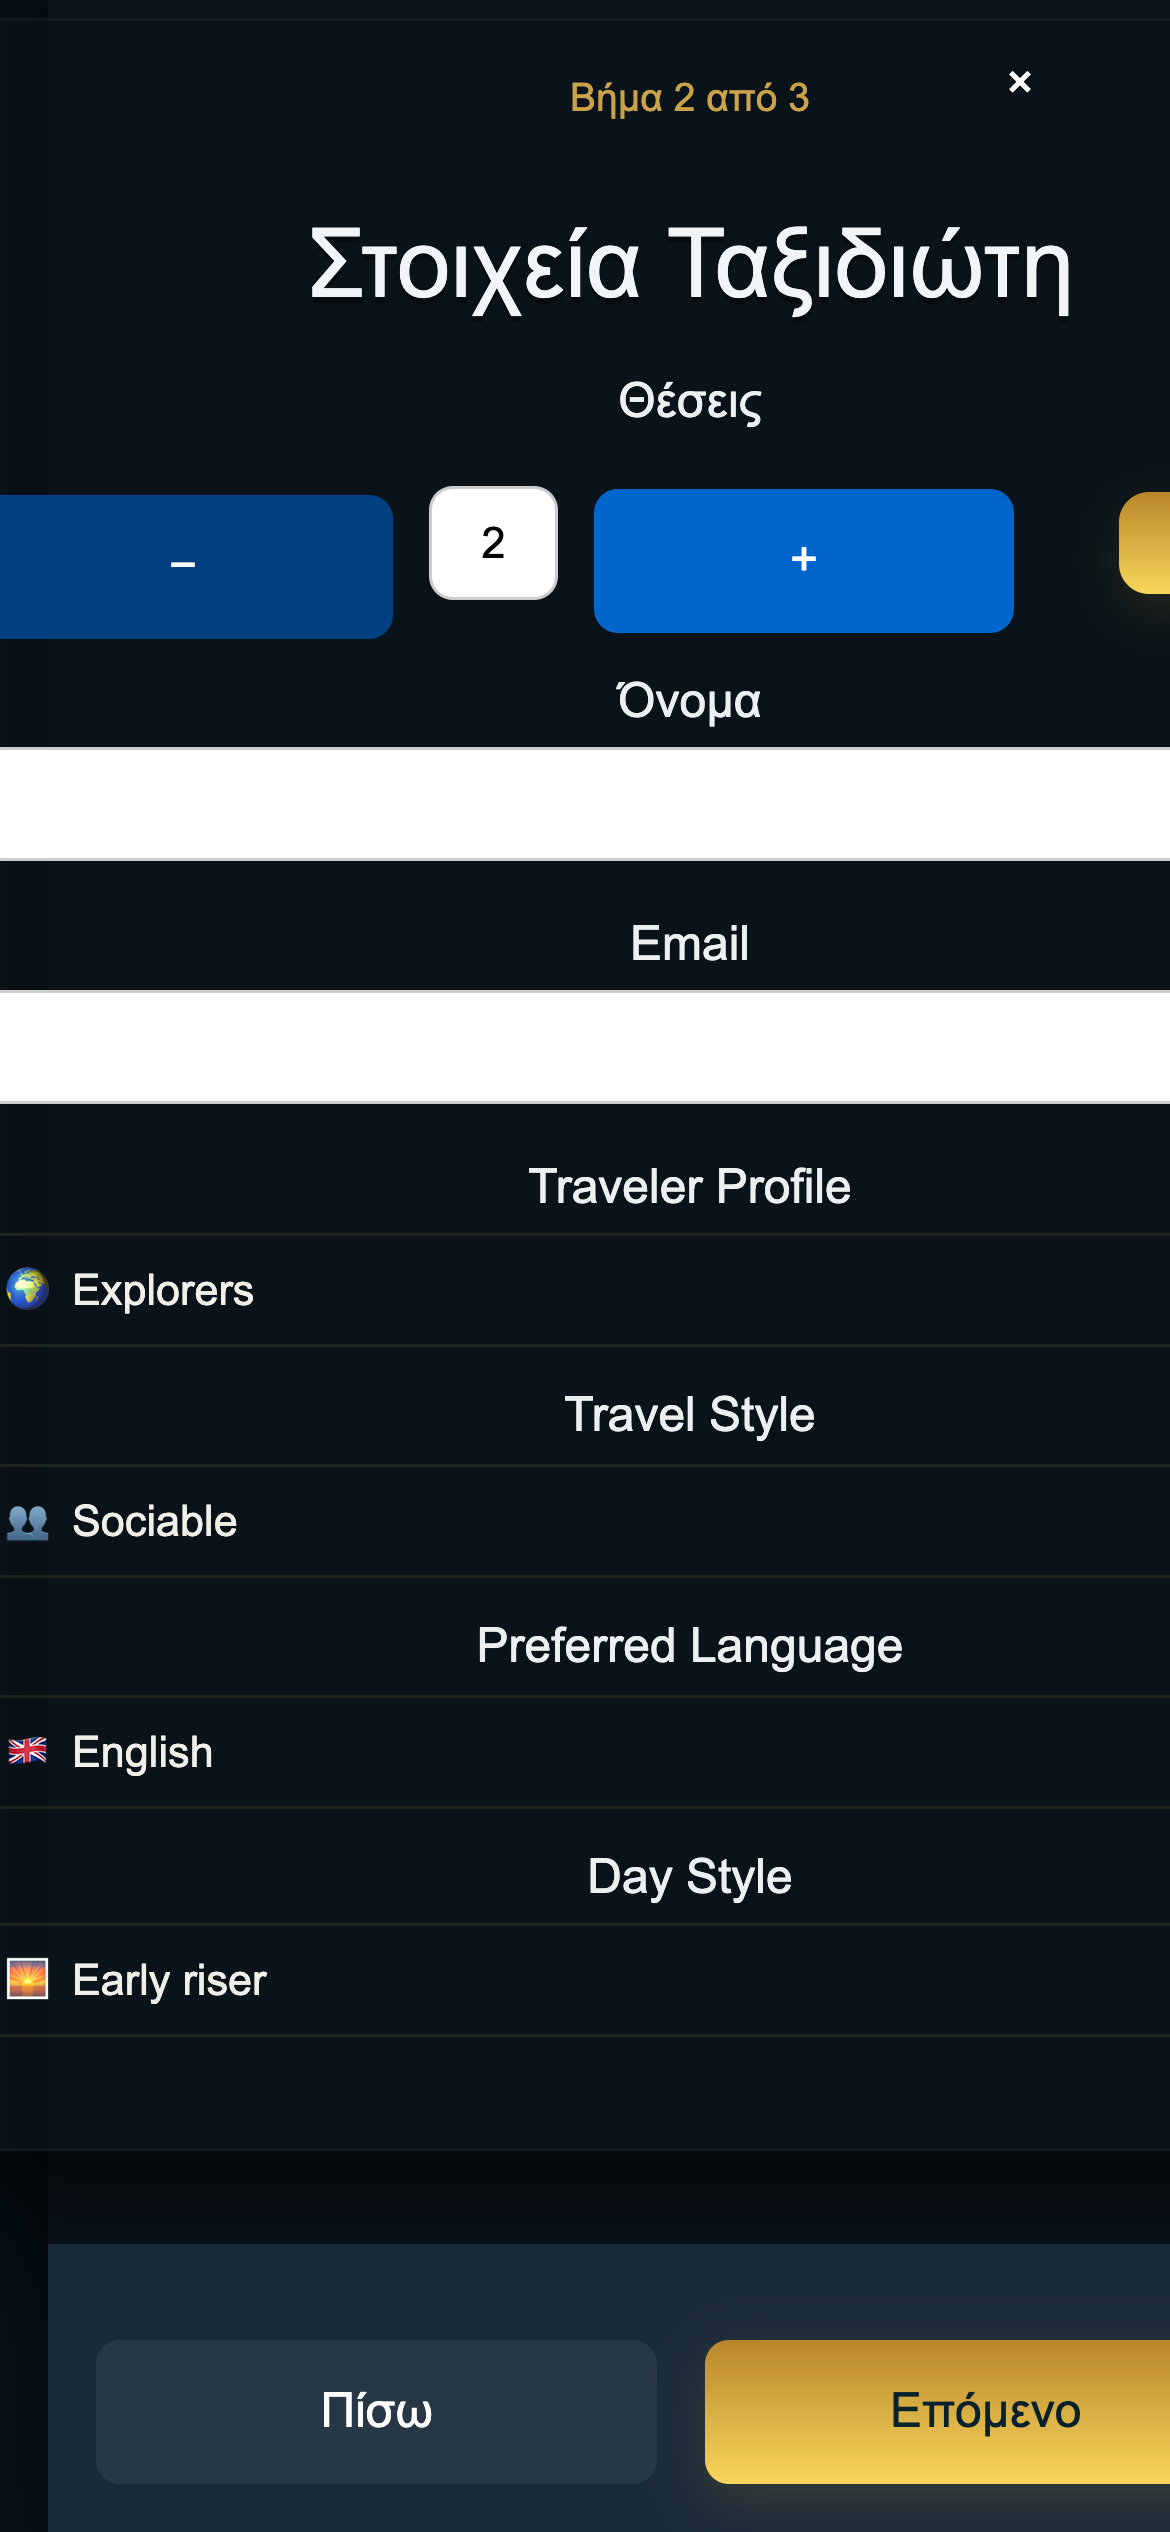 Βήμα 2 από 3
×
Στοιχεία Ταξιδιώτη
Θέσεις
– 2 +
Όνομα
Email
Traveler Profile
🌍 Explorers
Travel Style
👥 Sociable
Preferred Language
🇬🇧 English
Day Style
🌅 Early riser
Πίσω
Επόμενο